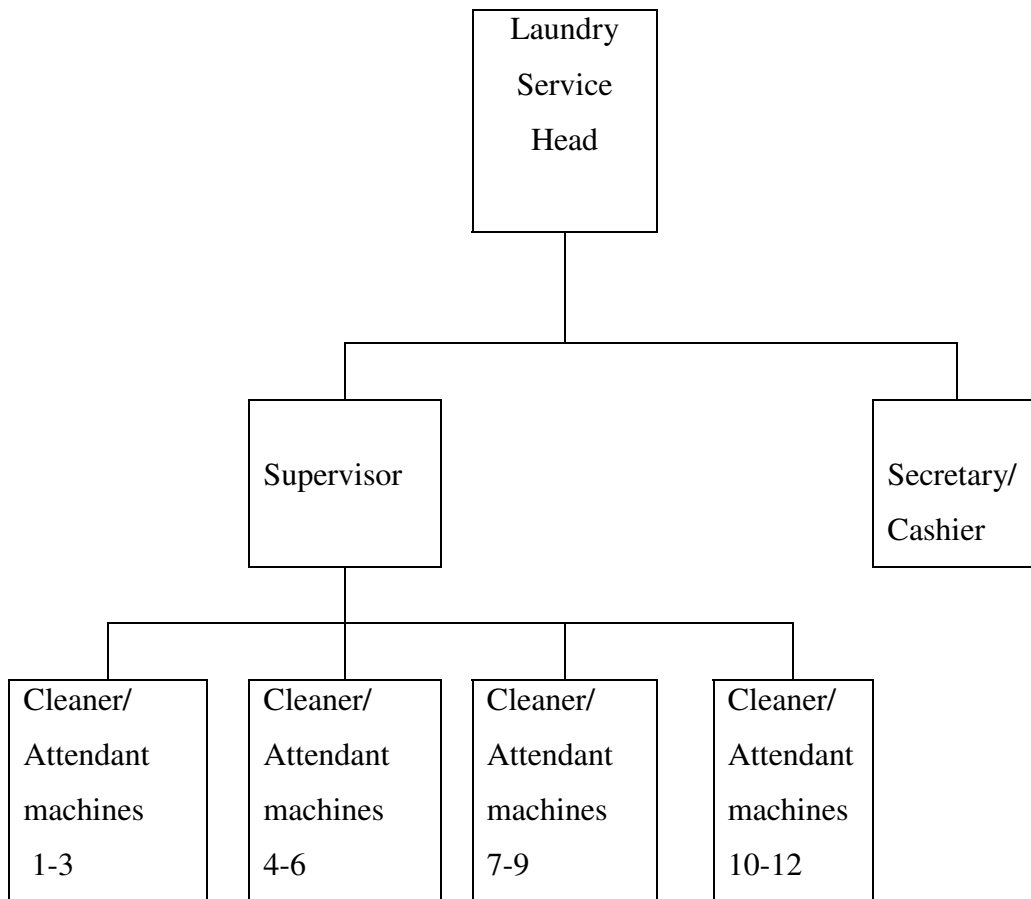 Laundry
Service
Head
Supervisor
Secretary/
Cashier
Cleaner/
Attendant
machines
1-3
Cleaner/
Attendant
machines
4-6
Cleaner/
Attendant
machines
7-9
Cleaner/
Attendant
machines
10-12